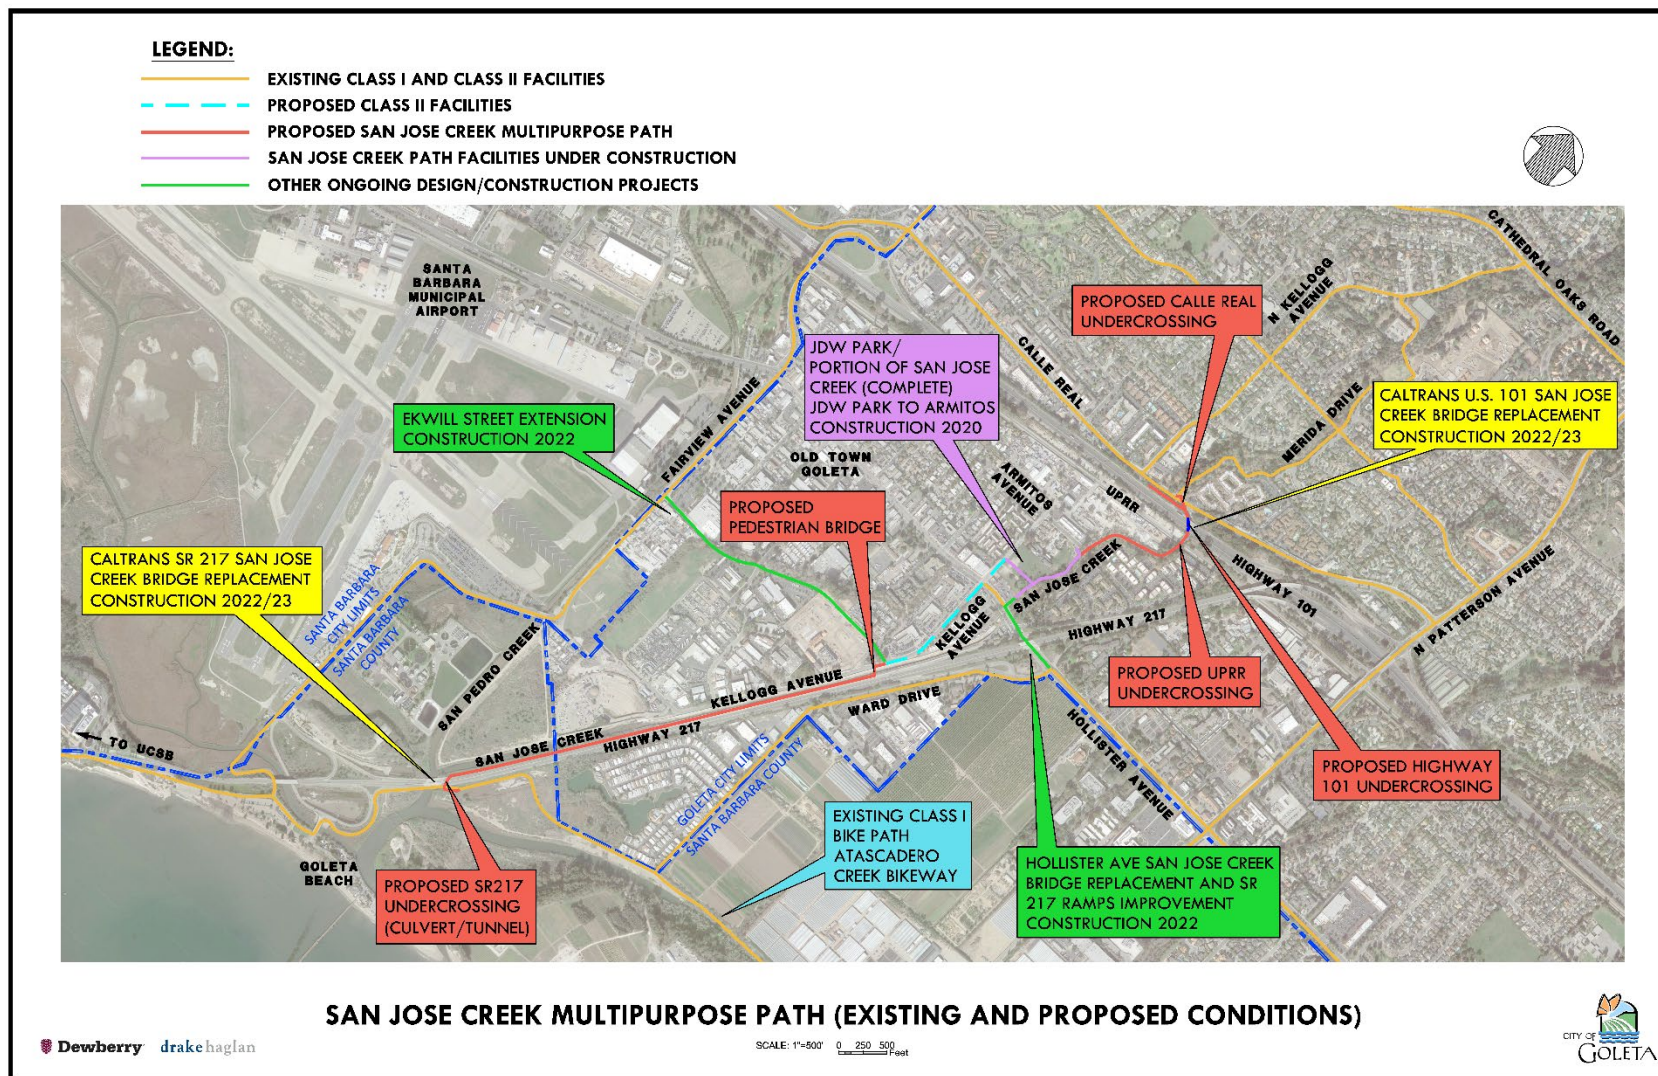 LEGEND:
EXISTING CLASS I AND CLASS II FACILITIES
PROPOSED CLASS II FACILITIES
PROPOSED SAN JOSE CREEK MULTIPURPOSE PATH
SAN JOSE CREEK PATH FACILITIES UNDER CONSTRUCTION
OTHER ONGOING DESIGN/CONSTRUCTION PROJECTS
SANTA
BARBARA
MUNICIPAL
AIRPORT
CATHEDRAL OAKS ROAD
N KELLOGG
AVENUE
PROPOSED CALLE REAL
UNDERCROSSING
CALLE REAL
JDW PARK/
PORTION OF SAN JOSE
CREEK (COMPLETE)
JDW PARK TO ARMITOS
CONSTRUCTION 2020
MERIDA DRIVE
CALTRANS U.S. 101 SAN JOSE
CREEK BRIDGE REPLACEMENT
CONSTRUCTION 2022/23
FAIRVIEW AVENUE
EKWILL STREET EXTENSION
CONSTRUCTION 2022
OLD TOWN
GOLETA
ARMITOS
AVENUE
UPRR
PROPOSED
PEDESTRIAN BRIDGE
CALTRANS SR 217 SAN JOSE
CREEK BRIDGE REPLACEMENT
CONSTRUCTION 2022/23
SANTA BARBARA
CITY LIMITS
SANTA BARBARA
COUNTY
SAN PEDRO CREEK
KELLOGG
AVENUE
SAN JOSE CREEK
HIGHWAY 217
HIGHWAY 101
N PATTERSON AVENUE
PROPOSED UPRR
UNDERCROSSING
KELLOGG AVENUE
WARD DRIVE
SAN JOSE CREEK
HIGHWAY 217
HOLLISTER AVENUE
TO UCSB
GOLETA CITY LIMITS
SANTA BARBARA COUNTY
PROPOSED HIGHWAY
101 UNDERCROSSING
EXISTING CLASS I
BIKE PATH
ATASCADERO
CREEK BIKEWAY
GOLETA
BEACH
PROPOSED SR217
UNDERCROSSING
(CULVERT/TUNNEL)
HOLLISTER AVE SAN JOSE CREEK
BRIDGE REPLACEMENT AND SR
217 RAMPS IMPROVEMENT
CONSTRUCTION 2022
SAN JOSE CREEK MULTIPURPOSE PATH (EXISTING AND PROPOSED CONDITIONS)
Dewberry drakehaglan
SCALE: 1"=500' 0 250 500
Feet
CITY OF
GOLETA